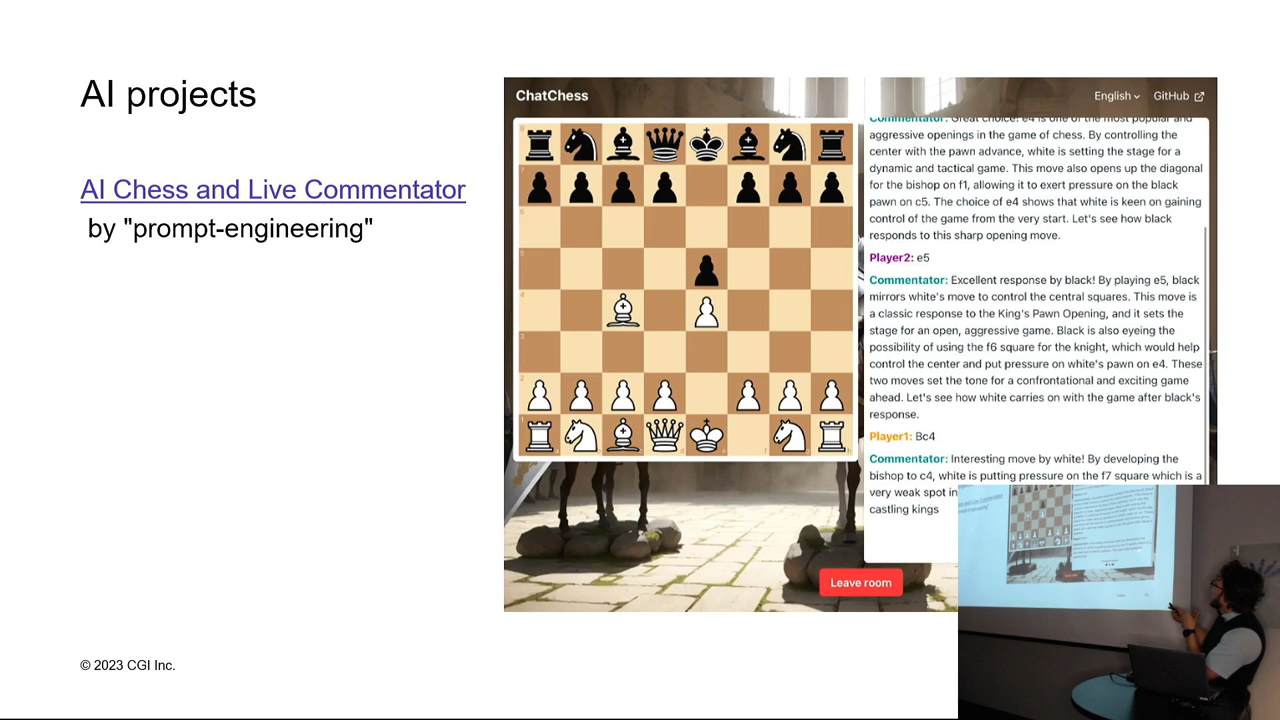 AI projects
AI Chess and Live Commentator
by "prompt-engineering"
ChatChess
English
GitHub
8
7
6
5
4
3
2
1
Commentator: Great choice! e4 is one of the most popular and
aggressive openings in the game of chess. By controlling the
center with the pawn advance, white is setting the stage for a
dynamic and tactical game. This move also opens up the diagonal
for the bishop on f1, allowing it to exert pressure on the black
pawn on c5. The choice of e4 shows that white is keen on gaining
control of the game from the very start. Let's see how black
responds to this sharp opening move.
Player2: e5
Commentator: Excellent response by black! By playing e5, black
mirrors white's move to control the central squares. This move is
a classic response to the King's Pawn Opening, and it sets the
stage for an open, aggressive game. Black is also eyeing the
possibility of using the f6 square for the knight, which would help
control the center and put pressure on white's pawn on e4. These
two moves set the tone for a confrontational and exciting game
ahead. Let's see how white carries on with the game after black's
response.
Player1: Bc4
Commentator: Interesting move by white! By developing the
bishop to c4, white is putting pressure on the f7 square which is a
very weak spot in
castling kings
Leave room
© 2023 CGI Inc.